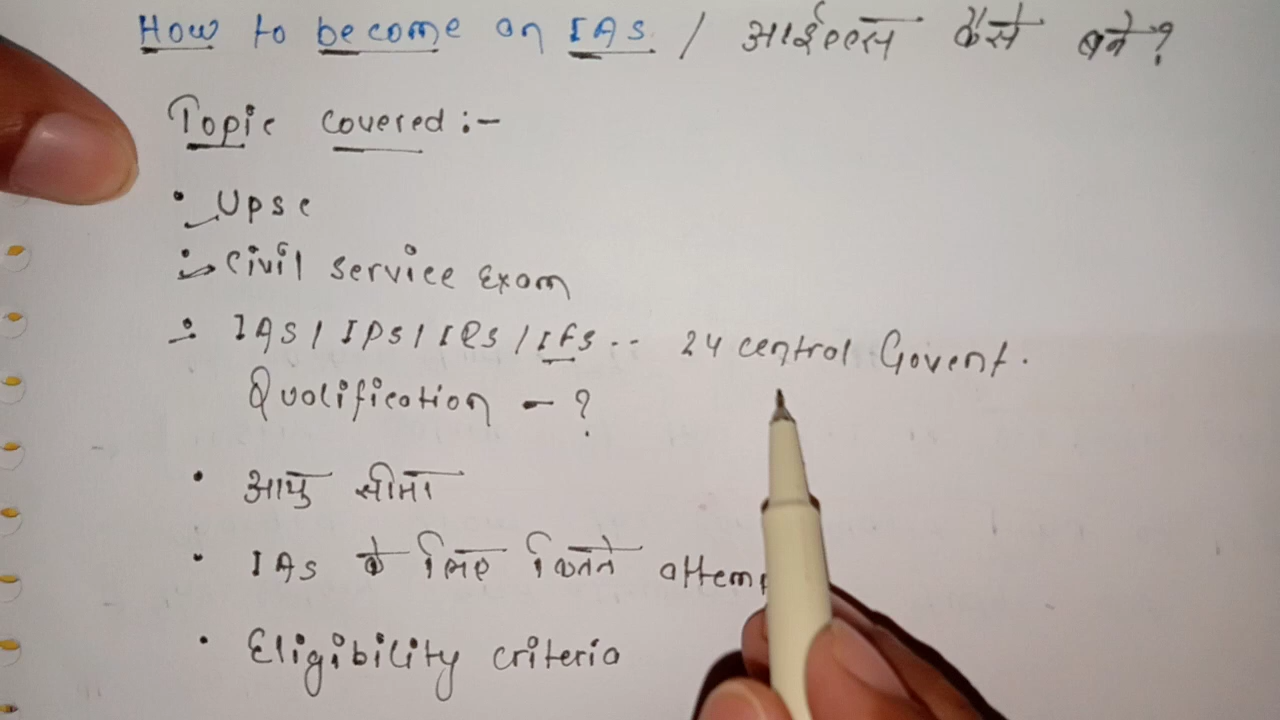 How to become an IAS / आईएएस कैसे बने?
Topic covered :-
• Upsc
• Civil Service Exam
• IAS / IPS / IRS / IFS .. 24 central Govent.
Qualification - ?
• आयु सीमा
• IAS के लिए कितने attemp
• Eligibility criteria